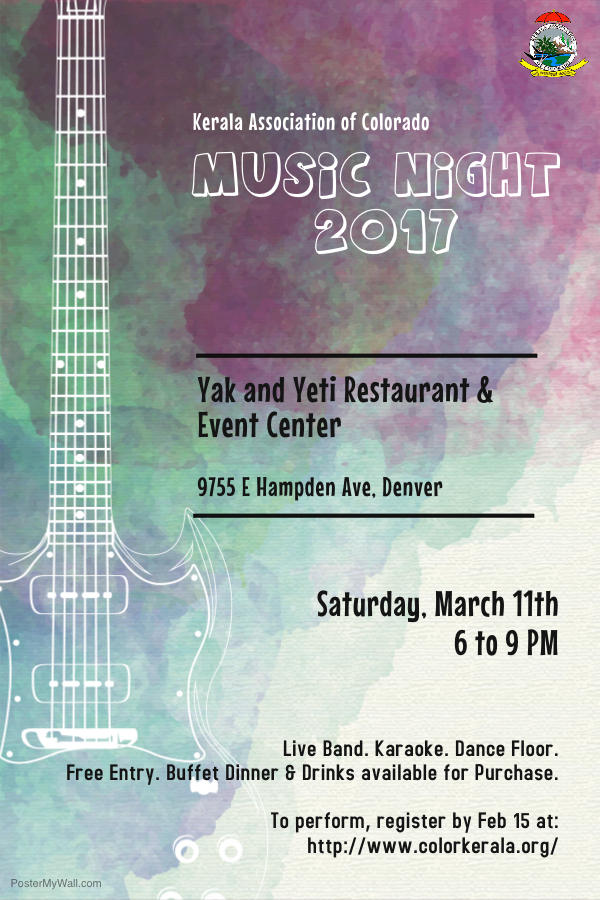 Kerala Association of Colorado
MUSiC NiGHT
2017
Yak and Yeti Restaurant &
Event Center
9755 E Hampden Ave, Denver
Saturday, March 11th
6 to 9 PM
Live Band. Karaoke. Dance Floor.
Free Entry. Buffet Dinner & Drinks available for Purchase.
To perform, register by Feb 15 at:
http://www.colorkerala.org/
PosterMyWall.com